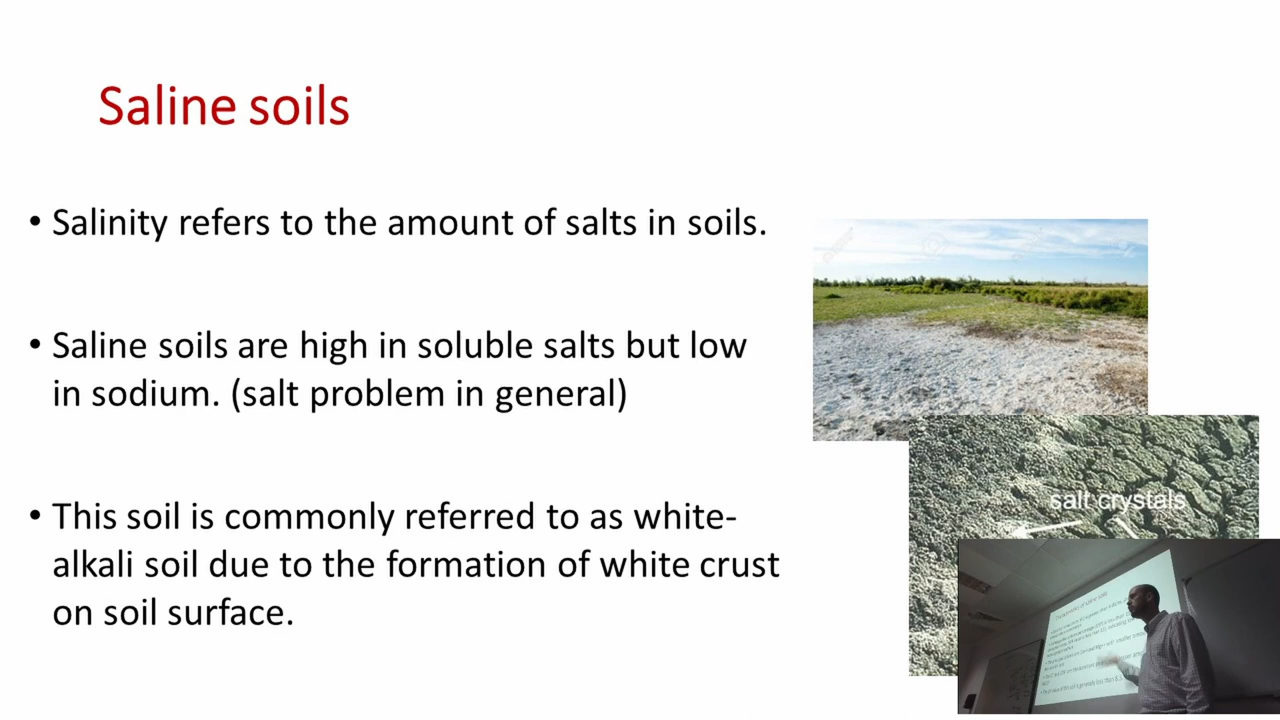 Saline soils
• Salinity refers to the amount of salts in soils.
• Saline soils are high in soluble salts but low
in sodium. (salt problem in general)
• This soil is commonly referred to as white-
alkali soil due to the formation of white crust
on soil surface.
salt crystals